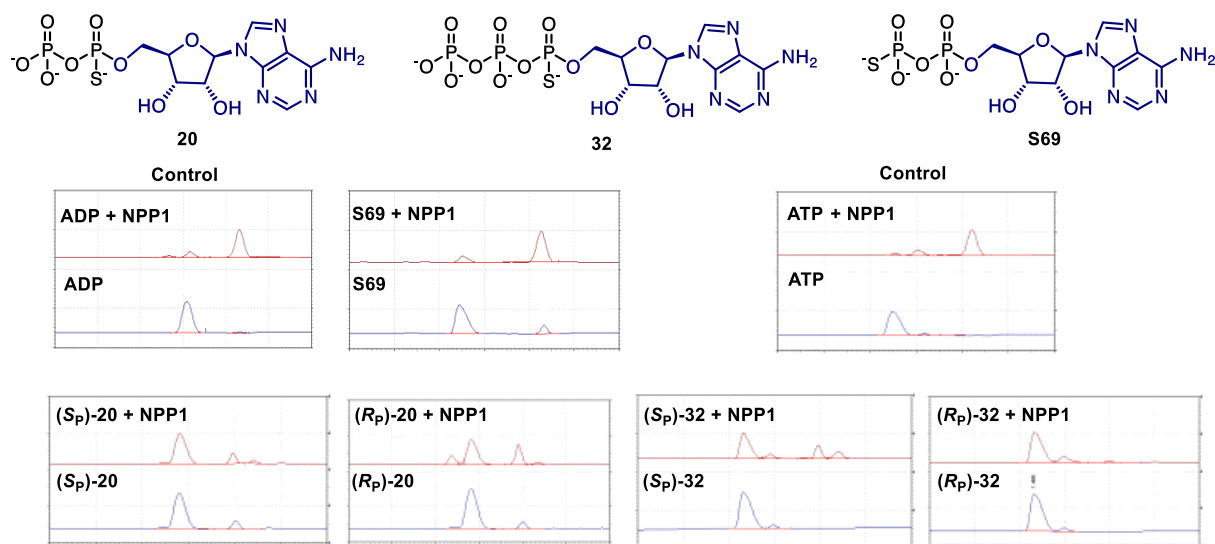 20
32
S69
Control
Control
ADP + NPP1
ADP
S69 + NPP1
S69
ATP + NPP1
ATP
(SP)-20 + NPP1
(SP)-20
(RP)-20 + NPP1
(RP)-20
(SP)-32 + NPP1
(SP)-32
(RP)-32 + NPP1
(RP)-32